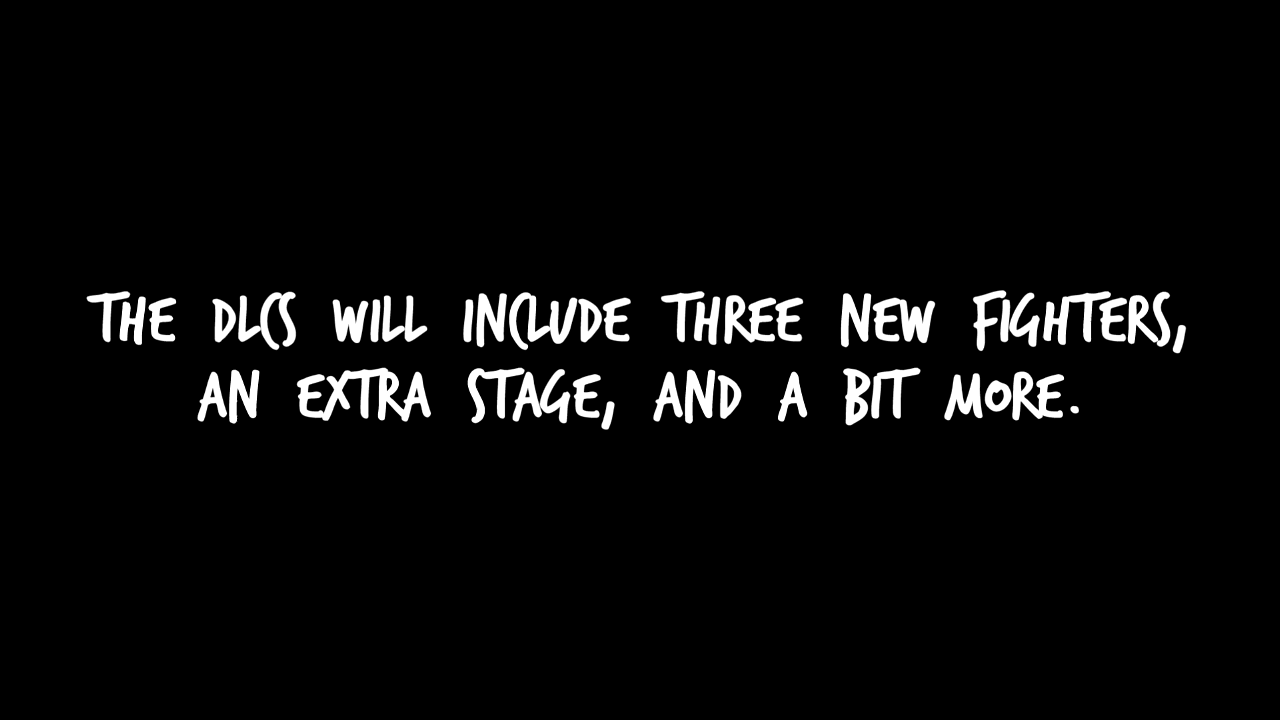 THE DLCS WILL INCLUDE THREE NEW FIGHTERS,
AN EXTRA STAGE, AND A BIT MORE.